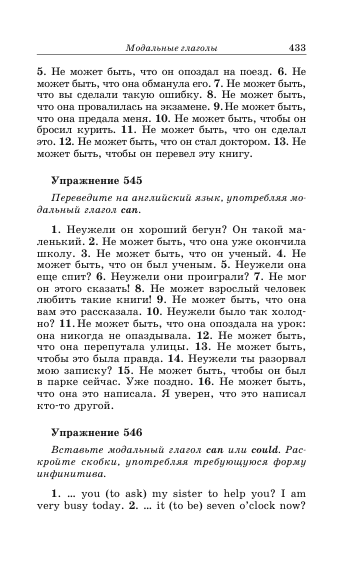 Модальные глаголы 433
5. Не может быть, что он опоздал на поезд. 6. Не
может быть, что она обманула его. 7. Не может быть,
что вы сделали такую ошибку. 8. Не может быть,
что она провалилась на экзамене. 9. Не может быть,
что она предала меня. 10. Не может быть, чтобы он
бросил курить. 11. Не может быть, что он сделал
это. 12. Не может быть, что он стал доктором. 13. Не
может быть, чтобы он перевел эту книгу.
Упражнение 545
Переведите на английский язык, употребляя мо-
дальный глагол can.
1. Неужели он хороший бегун? Он такой ма-
ленький. 2. Не может быть, что она уже окончила
школу. 3. Не может быть, что он ученый. 4. Не
может быть, что он был ученым. 5. Неужели она
еще спит? 6. Неужели они проиграли? 7. Не мог
он этого сказать! 8. Не может взрослый человек
любить такие книги! 9. Не может быть, что она
вам это рассказала. 10. Неужели было так холод-
но? 11. Не может быть, что она опоздала на урок:
она никогда не опаздывала. 12. Не может быть,
что она перепутала улицы. 13. Не может быть,
чтобы это была правда. 14. Неужели ты разорвал
мою записку? 15. Не может быть, чтобы он был
в парке сейчас. Уже поздно. 16. Не может быть,
что она это написала. Я уверен, что это написал
кто-то другой.
Упражнение 546
Вставьте модальный глагол can или could. Рас-
кройте скобки, употребляя требующуюся форму
инфинитива.
1. ... you (to ask) my sister to help you? I am
very busy today. 2. ... it (to be) seven o'clock now?